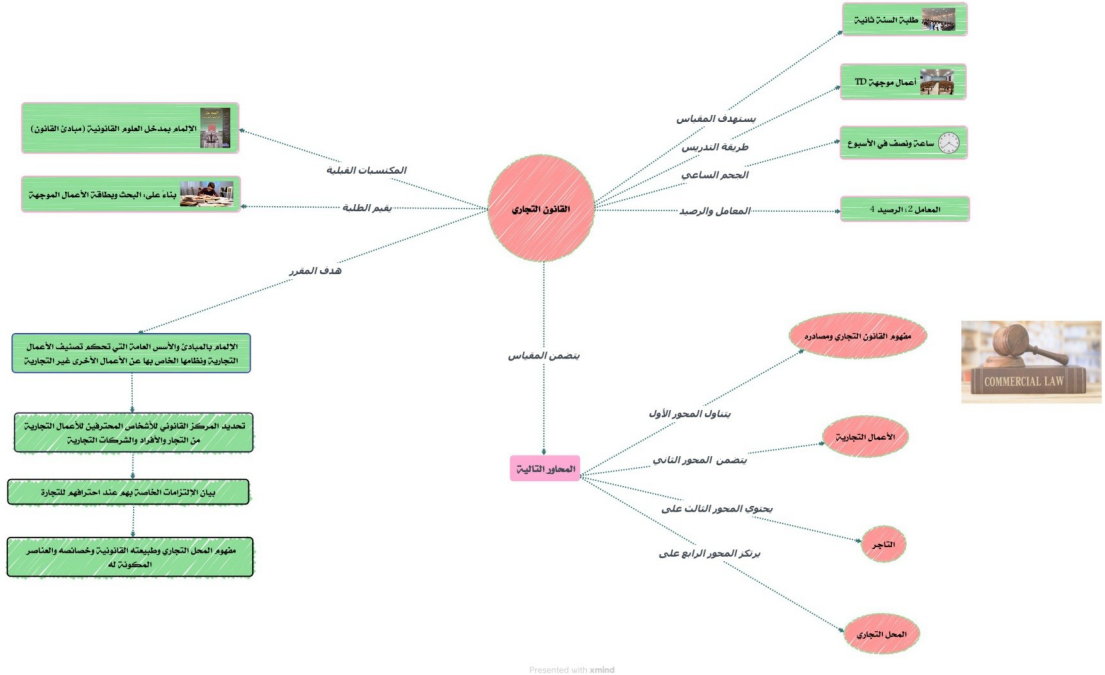 القانون التجاري
يستهدف المقياس
طلبة السنة ثانية
طريقة التدريس
أعمال موجهة TD
الحجم الساعي
ساعة ونصف في الأسبوع
المعامل والرصيد
المعامل 2؛ الرصيد 4
المكتسبات القبلية
الإلمام بمدخل العلوم القانونية (مبادئ القانون)
يقيم الطلبة
بناء على: البحث وبطاقة الأعمال الموجهة
هدف المقرر
الإلمام بالمبادئ والأسس العامة التي تحكم تصنيف الأعمال
التجارية ونظامها الخاص بها عن الأعمال الأخرى غير التجارية
تحديد المركز القانوني للأشخاص المحترفين للأعمال التجارية
من التجار والأفراد والشركات التجارية
بيان الإلتزامات الخاصة بهم عند احترافهم للتجارة
مفهوم المحل التجاري وطبيعته القانونية وخصائصه والعناصر
المكونة له
يتضمن المقياس
المحاور التالية
يتناول المحور الأول
مفهوم القانون التجاري ومصادره
يتضمن المحور الثاني
الأعمال التجارية
يحتوي المحور الثالث على
التاجر
يرتكز المحور الرابع على
المحل التجاري
COMMERCIAL LAW
Presented with xmind